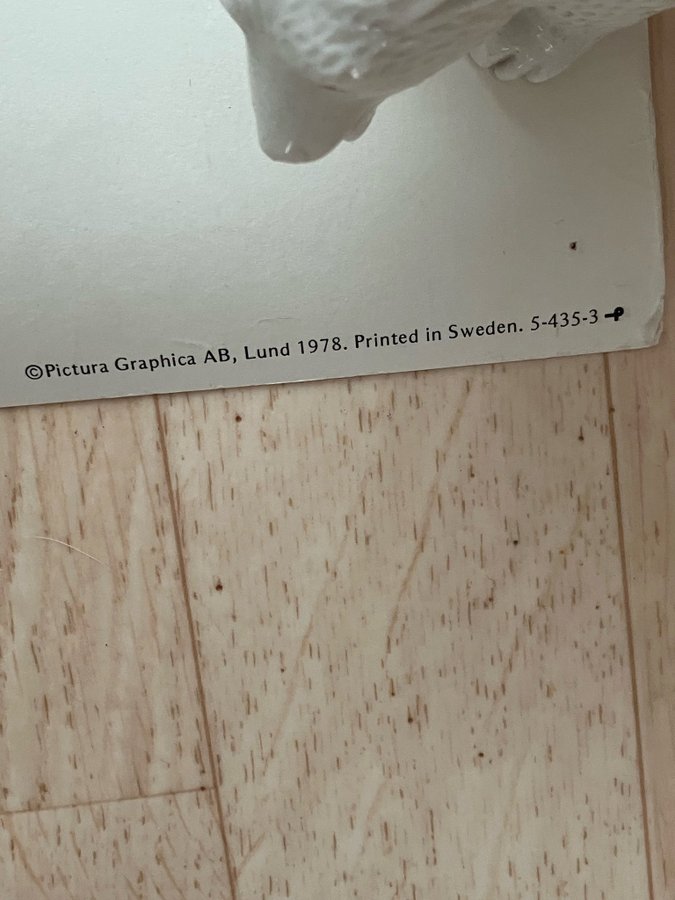 ©Pictura Graphica AB, Lund 1978. Printed in Sweden. 5-435-3